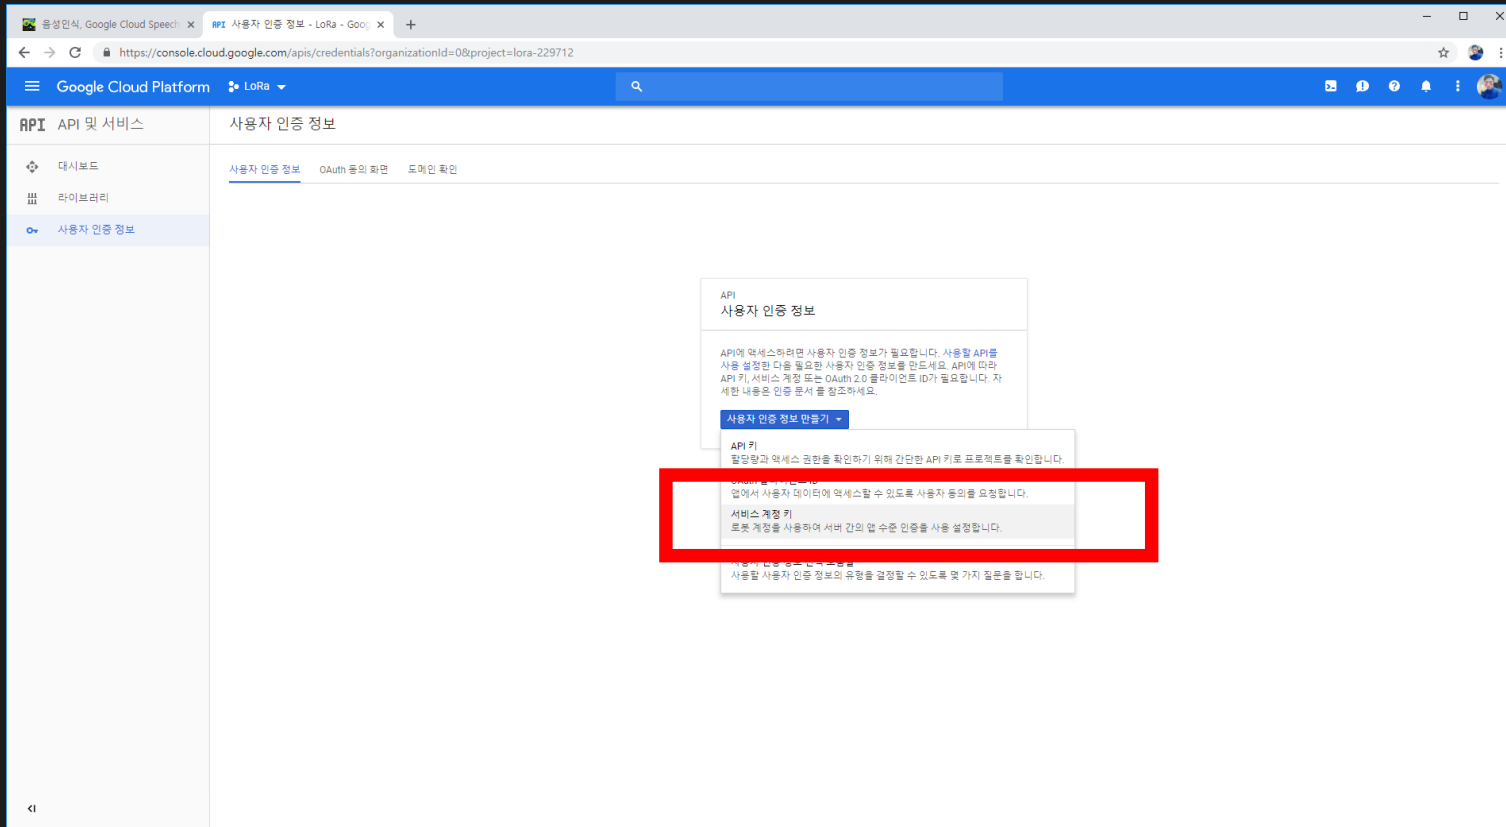 음성인식, Google Cloud Speech
API 사용자 인증 정보 - LoRa - Goog
https://console.cloud.google.com/apis/credentials?organizationId=0&project=lora-229712
Google Cloud Platform
LoRa
API API 및 서비스
사용자 인증 정보
대시보드
라이브러리
사용자 인증 정보
사용자 인증 정보
OAuth 동의 화면
도메인 확인
API
사용자 인증 정보
API에 액세스하려면 사용자 인증 정보가 필요합니다. 사용할 API를
사용 설정한 다음 필요한 사용자 인증 정보를 만드세요. API에 따라
API 키, 서비스 계정 또는 OAuth 2.0 클라이언트 ID가 필요합니다. 자
세한 내용은 인증 문서 를 참조하세요.
사용자 인증 정보 만들기
API 키
할당량과 액세스 권한을 확인하기 위해 간단한 API 키로 프로젝트를 확인합니다.
앱에서 사용자 데이터에 액세스할 수 있도록 사용자 동의를 요청합니다.
서비스 계정 키
로봇 계정을 사용하여 서버 간의 앱 수준 인증을 사용 설정합니다.
사용할 사용자 인증 정보의 유형을 결정할 수 있도록 몇 가지 질문을 합니다.